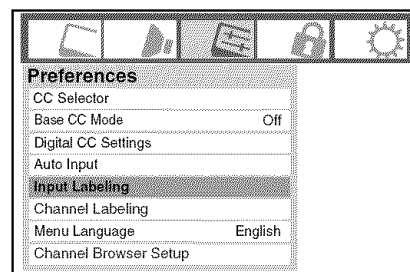 Preferences
CC Selector
Base CC Mode Off
Digital CC Settings
Auto Input
Input Labeling
Channel Labeling
Menu Language English
Channel Browser Setup